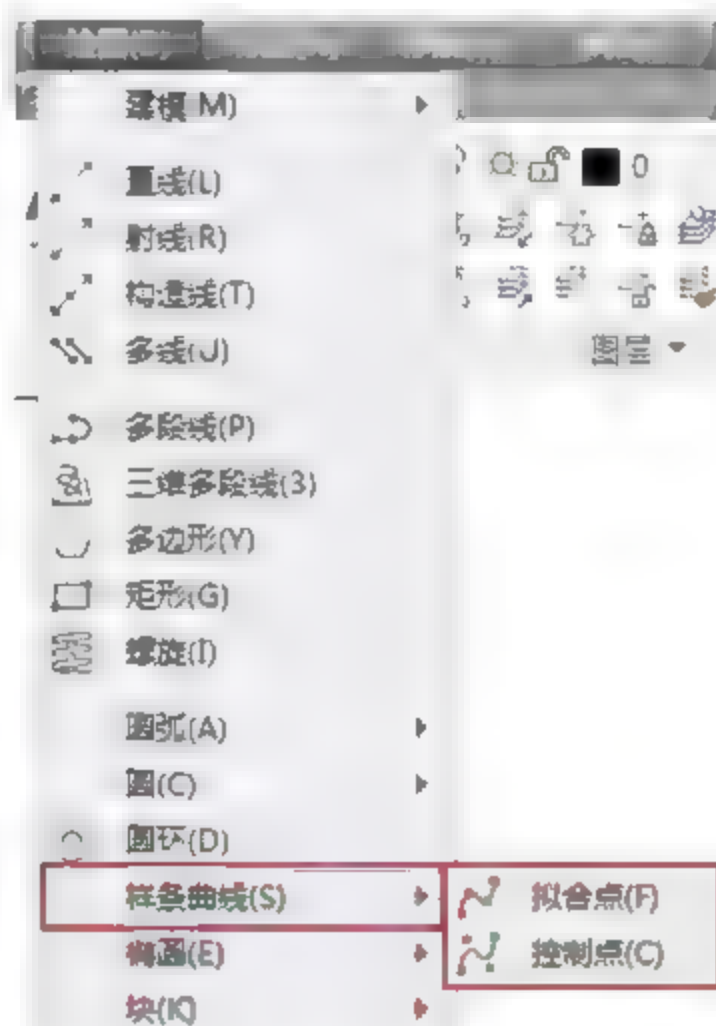 建模 M)
直线(L)
射线(R)
构造线(T)
多线(U)
多段线(P)
三维多段线(3)
多边形(Y)
矩形(G)
螺旋(I)
圆弧(A)
圆(C)
圆环(D)
样条曲线(S)
椭圆(E)
块(K)
0
图层
拟合点(F)
控制点(C)